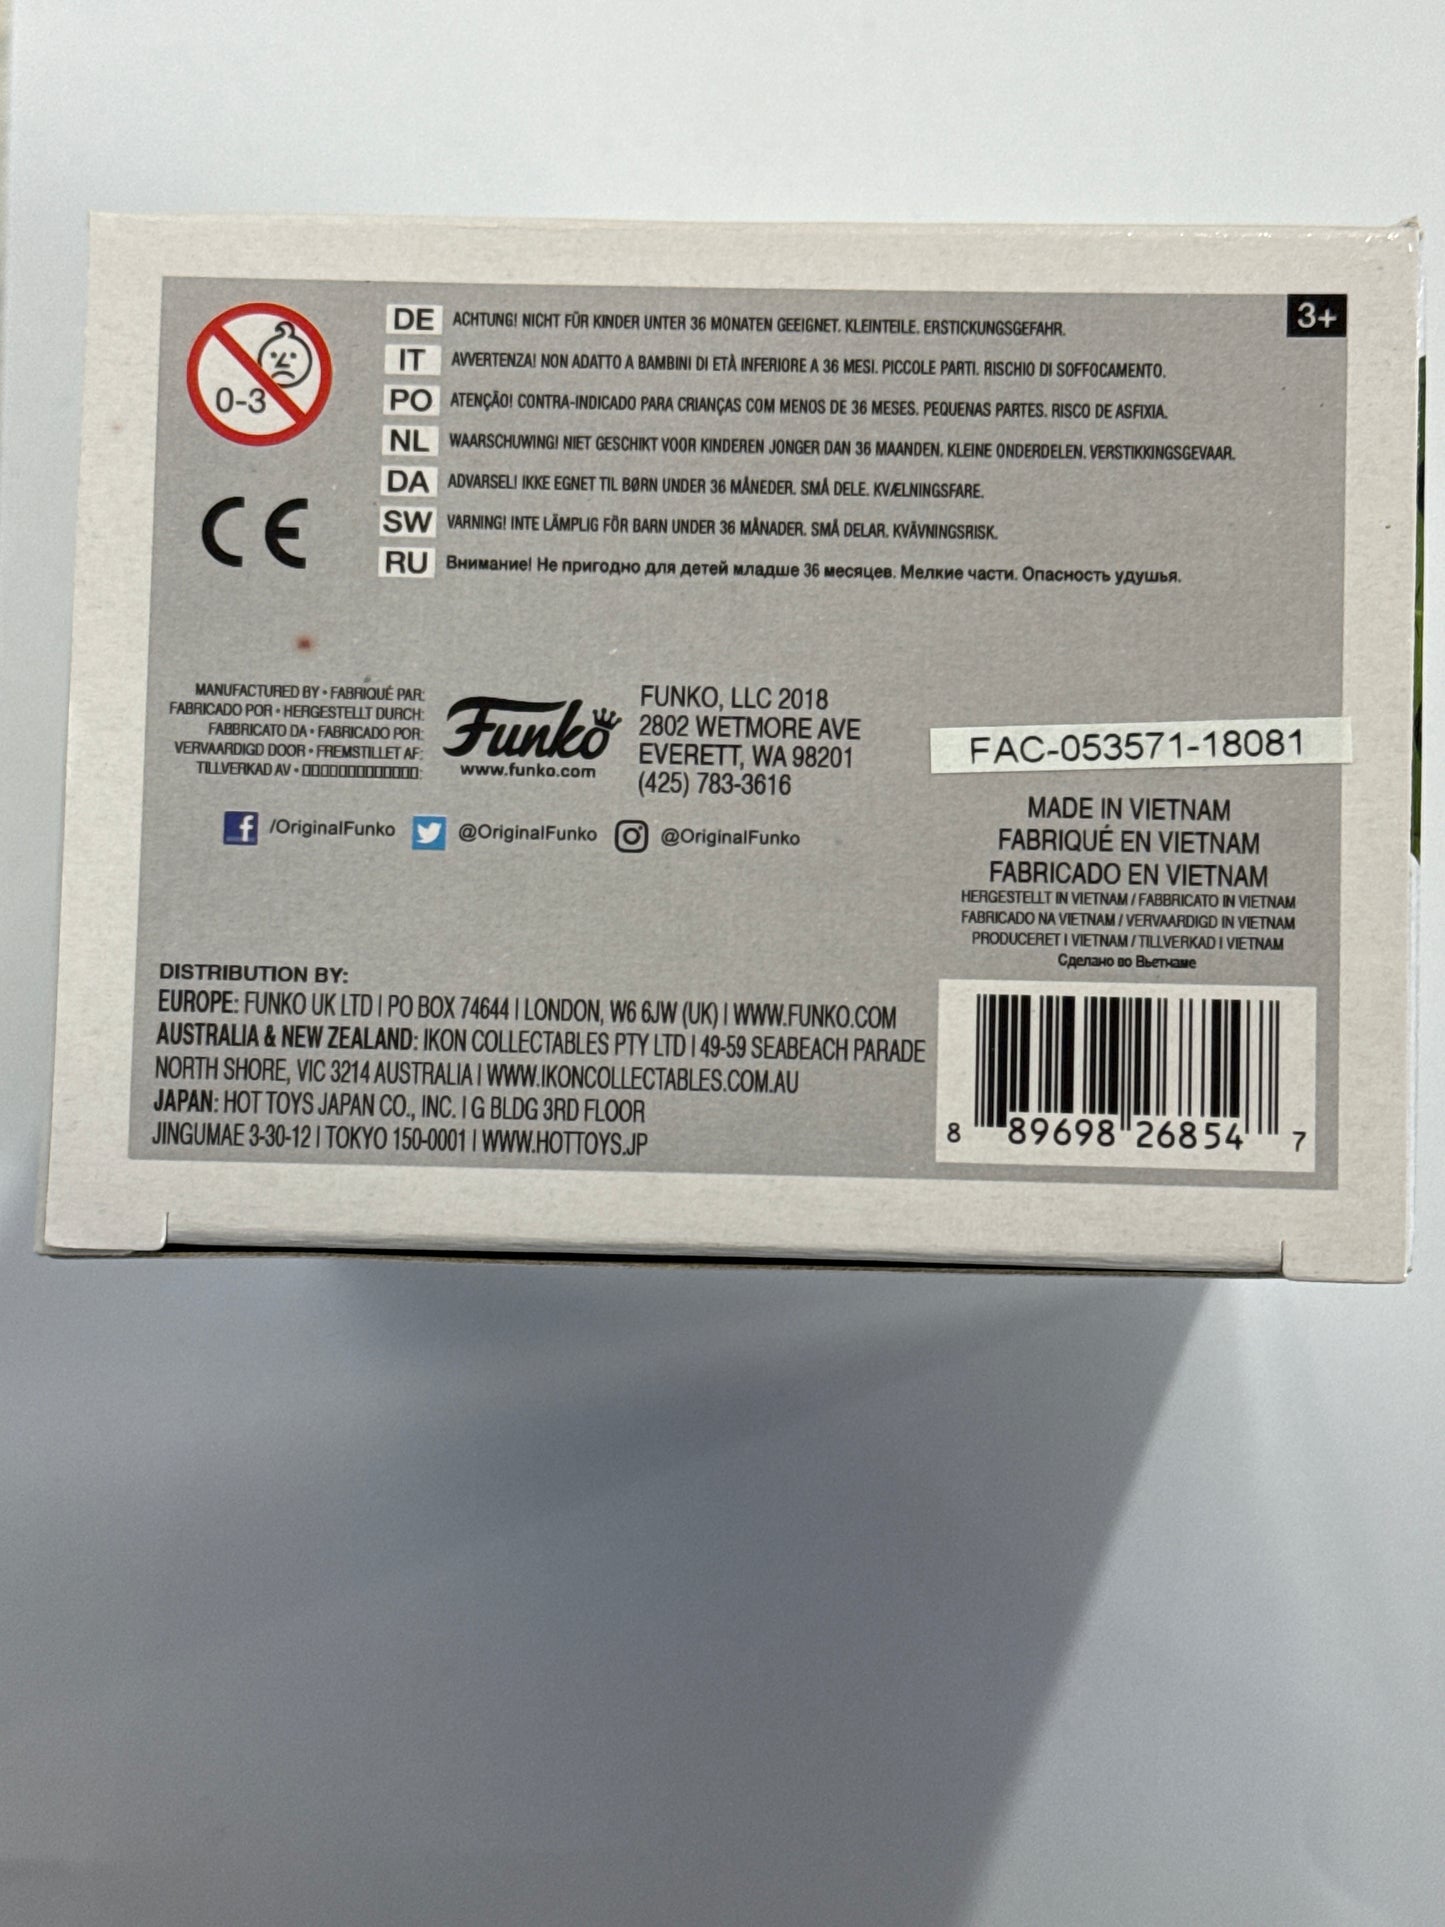 3+
0-3
DE ACHTUNG! NICHT FÜR KINDER UNTER 36 MONATEN GEEIGNET. KLEINTEILE. ERSTICKUNGSGEFAHR.
IT AVVERTENZA! NON ADATTO A BAMBINI DI ETÀ INFERIORE A 36 MESI. PICCOLE PARTI. RISCHIO DI SOFFOCAMENTO.
PO ATENÇÃO! CONTRA-INDICADO PARA CRIANÇAS COM MENOS DE 36 MESES. PEQUENAS PARTES. RISCO DE ASFIXIA.
NL WAARSCHUWING! NIET GESCHIKT VOOR KINDEREN JONGER DAN 36 MAANDEN. KLEINE ONDERDELEN. VERSTIKKINGSGEVAAR.
DA ADVARSEL! IKKE EGNET TIL BØRN UNDER 36 MÅNEDER. SMÅ DELE. KVÆLNINGSFARE.
SW VARNING! INTE LÄMPLIG FÖR BARN UNDER 36 MÅNADER. SMÅ DELAR. KVÄVNINGSRISK.
RU Внимание! Не пригодно для детей младше 36 месяцев. Мелкие части. Опасность удушья.
CE
MANUFACTURED BY • FABRIQUÉ PAR:
FABRICADO POR • HERGESTELLT DURCH:
FABBRICATO DA • FABRICADO POR:
VERVAARDIGD DOOR • FREMSTILLET AF:
TILLVERKAD AV • ▯▯▯▯▯▯▯▯▯▯▯▯▯:
Funko
www.funko.com
FUNKO, LLC 2018
2802 WETMORE AVE
EVERETT, WA 98201
(425) 783-3616
/OriginalFunko @OriginalFunko @OriginalFunko
FAC-053571-18081
MADE IN VIETNAM
FABRIQUÉ EN VIETNAM
FABRICADO EN VIETNAM
HERGESTELLT IN VIETNAM / FABBRICATO IN VIETNAM
FABRICADO NA VIETNAM / VERVAARDIGD IN VIETNAM
PRODUCERET I VIETNAM / TILLVERKAD I VIETNAM
Сделано во Вьетнаме
DISTRIBUTION BY:
EUROPE: FUNKO UK LTD | PO BOX 74644 | LONDON, W6 6JW (UK) | WWW.FUNKO.COM
AUSTRALIA & NEW ZEALAND: IKON COLLECTABLES PTY LTD | 49-59 SEABEACH PARADE
NORTH SHORE, VIC 3214 AUSTRALIA | WWW.IKONCOLLECTABLES.COM.AU
JAPAN: HOT TOYS JAPAN CO., INC. | G BLDG 3RD FLOOR
JINGUMAE 3-30-12 | TOKYO 150-0001 | WWW.HOTTOYS.JP
8 89698 26854 7